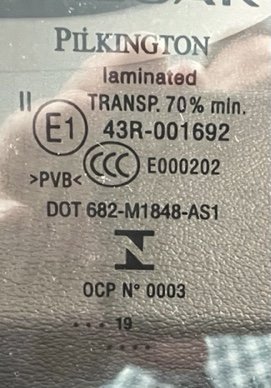 PILKINGTON
laminated
II TRANSP. 70% min.
E1 43R-001692
CCC E000202
>PVB<
DOT 682-M1848-AS1
OCP N° 0003
... 19
....